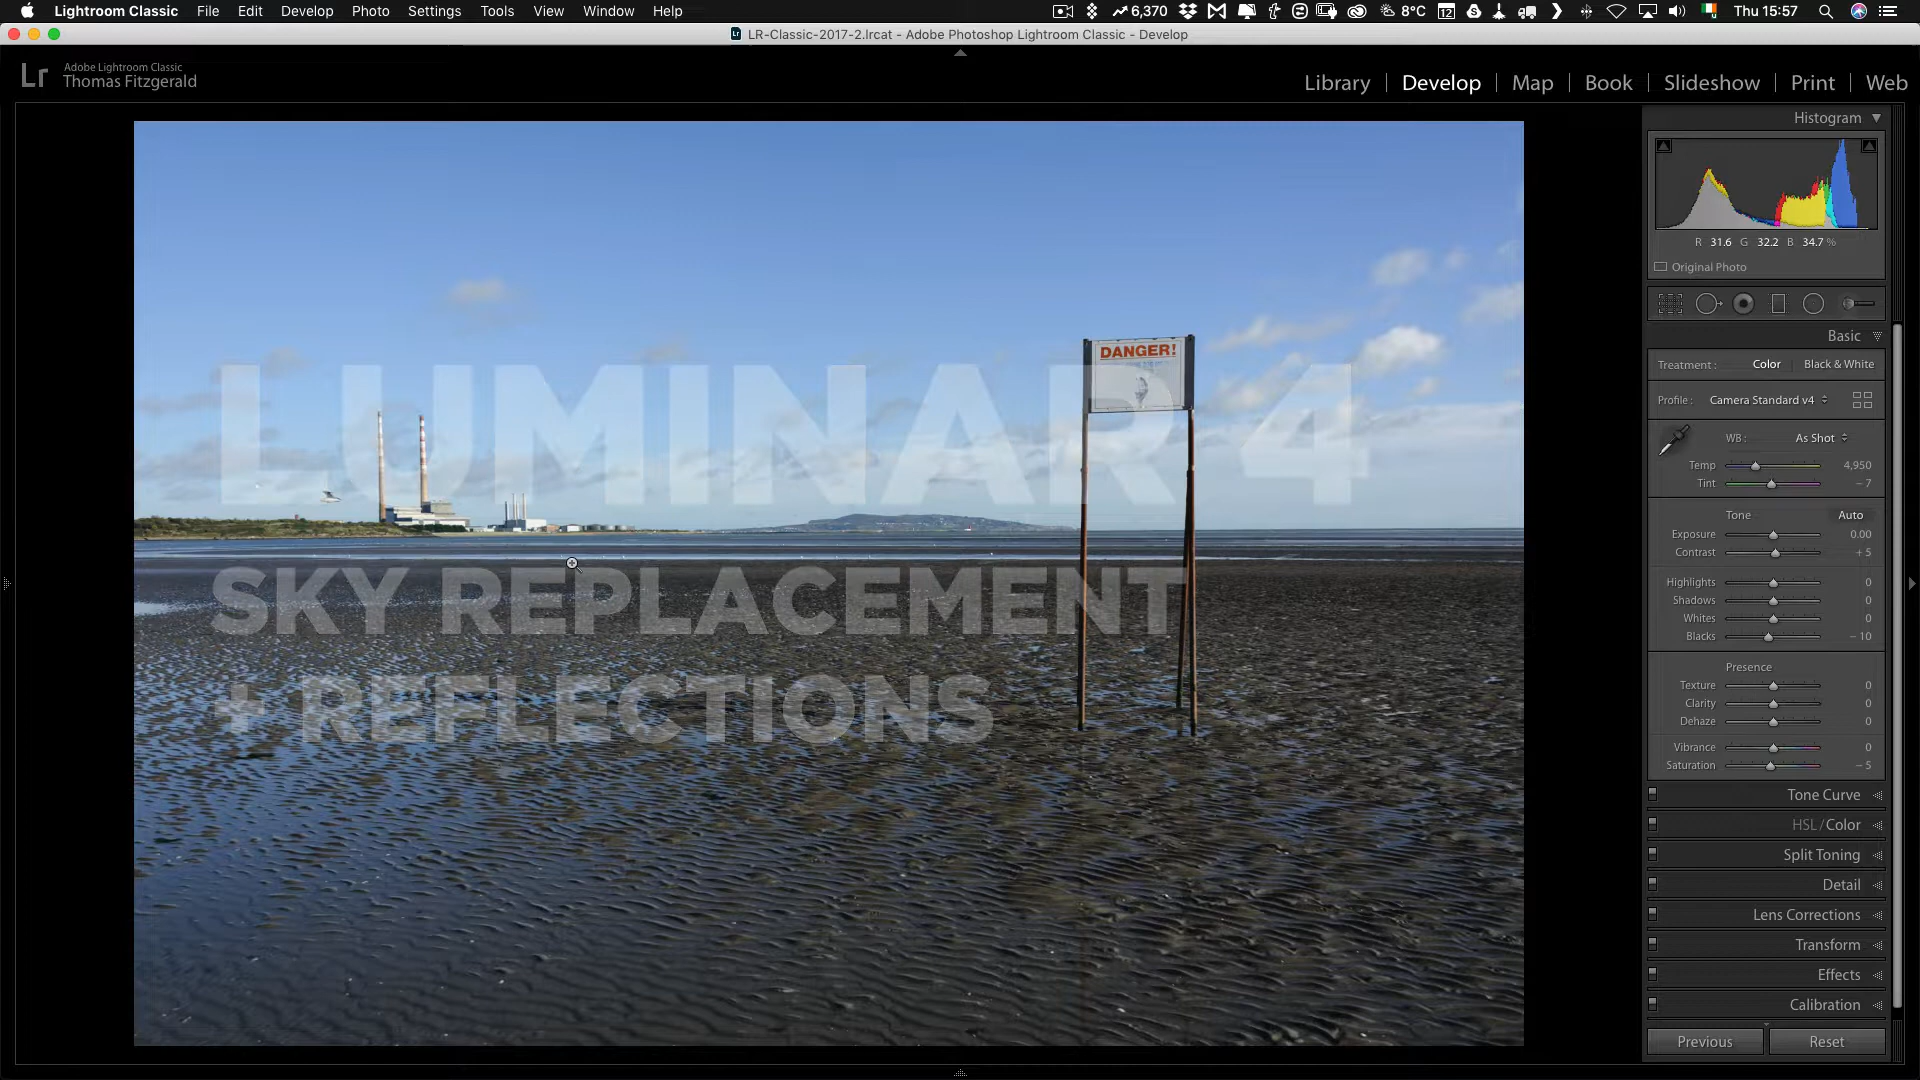 Lightroom Classic File Edit Develop Photo Settings Tools View Window Help 6,370 8°C 12 Thu 15:57
LR-Classic-2017-2.lrcat - Adobe Photoshop Lightroom Classic - Develop
Lr Adobe Lightroom Classic
Thomas Fitzgerald
Library | Develop | Map | Book | Slideshow | Print | Web
Histogram
R 31.6 G 32.2 B 34.7 %
Original Photo
Basic
Treatment : Color Black & White
Profile : Camera Standard v4
WB : As Shot
Temp 4,950
Tint – 7
Tone Auto
Exposure 0.00
Contrast + 5
Highlights 0
Shadows 0
Whites 0
Blacks – 10
Presence
Texture 0
Clarity 0
Dehaze 0
Vibrance 0
Saturation – 5
Tone Curve
HSL / Color
Split Toning
Detail
Lens Corrections
Transform
Effects
Calibration
Previous Reset
DANGER!
LUMINAR 4
SKY REPLACEMENT
+ REFLECTIONS